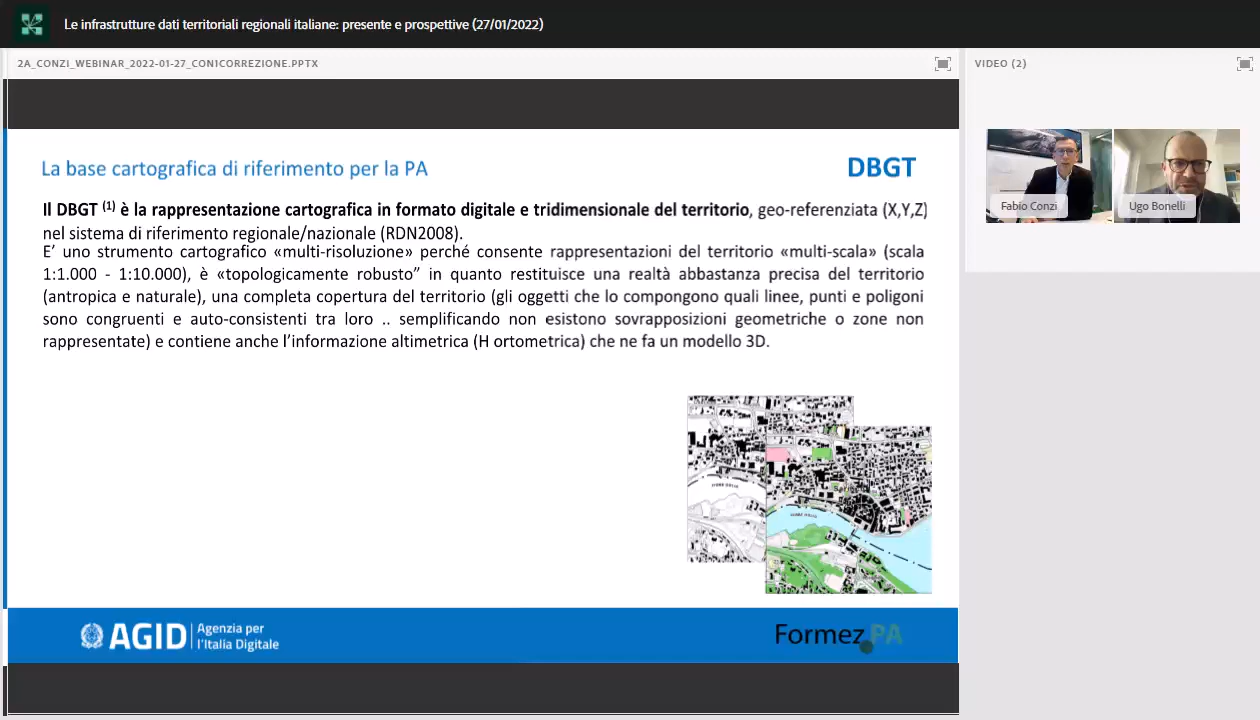 Le infrastrutture dati territoriali regionali italiane: presente e prospettive (27/01/2022)
2A_CONZI_WEBINAR_2022-01-27_CONICORREZIONE.PPTX
VIDEO (2)
La base cartografica di riferimento per la PA
DBGT
Il DBGT (1) è la rappresentazione cartografica in formato digitale e tridimensionale del territorio, geo-referenziata (X,Y,Z)
nel sistema di riferimento regionale/nazionale (RDN2008).
E' uno strumento cartografico «multi-risoluzione» perché consente rappresentazioni del territorio «multi-scala» (scala
1:1.000 - 1:10.000), è «topologicamente robusto” in quanto restituisce una realtà abbastanza precisa del territorio
(antropica e naturale), una completa copertura del territorio (gli oggetti che lo compongono quali linee, punti e poligoni
sono congruenti e auto-consistenti tra loro .. semplificando non esistono sovrapposizioni geometriche o zone non
rappresentate) e contiene anche l'informazione altimetrica (H ortometrica) che ne fa un modello 3D.
Fabio Conzi
Ugo Bonelli
AGID
Agenzia per
l'Italia Digitale
Formez PA